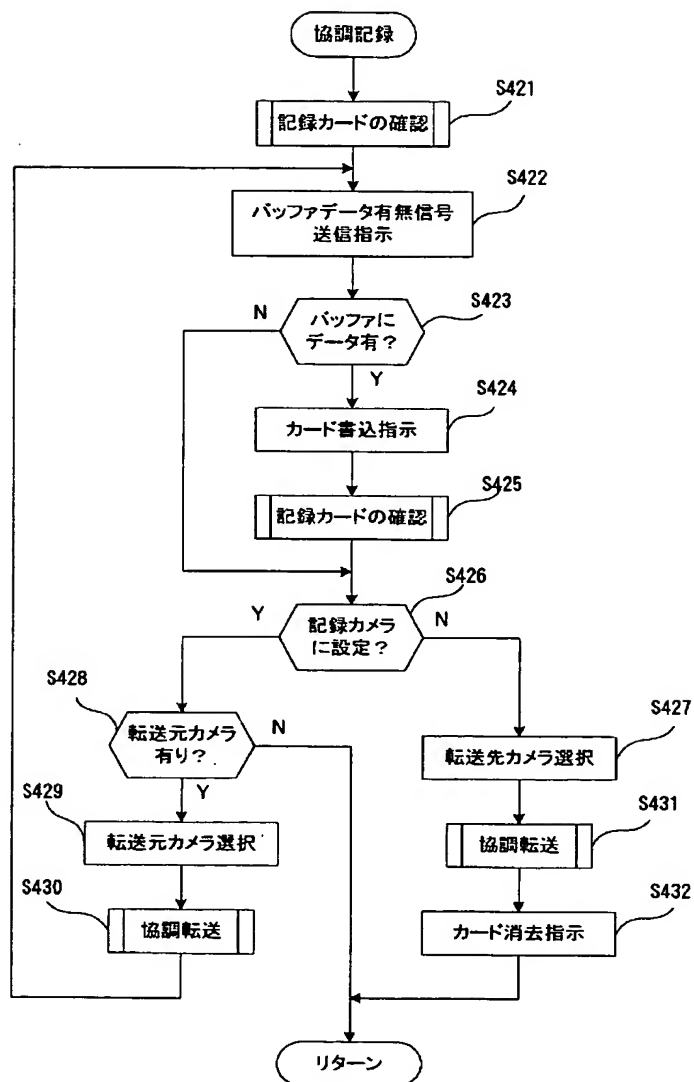 協調記録
S421
記録カードの確認
S422
バッファデータ有無信号
送信指示
S423
N
バッファに
データ有？
Y
S424
カード書込指示
S425
記録カードの確認
S426
Y
記録カメラ
に設定？
N
S428
転送元カメラ
有り？
N
S427
転送先カメラ選択
Y
S429
転送元カメラ選択
S431
協調転送
S430
協調転送
S432
カード消去指示
リターン